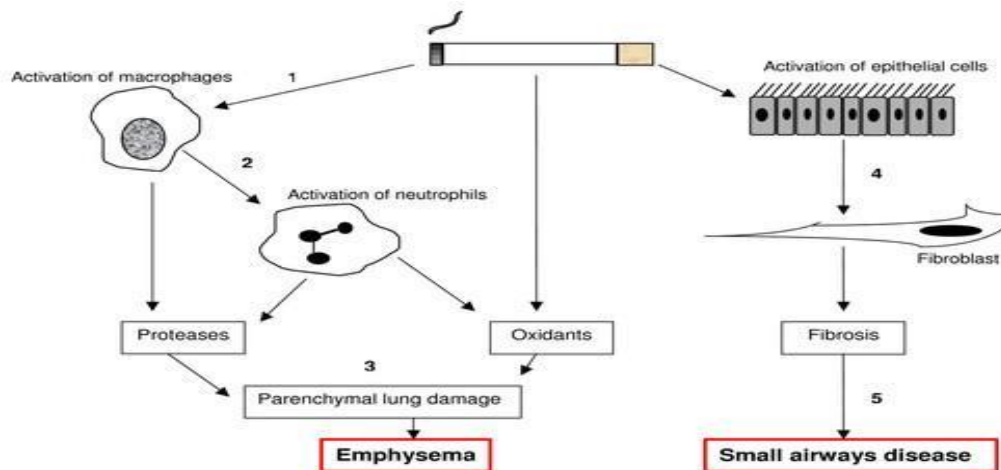 Activation of macrophages
1
Activation of epithelial cells
2
Activation of neutrophils
4
Fibroblast
Proteases
Oxidants
Fibrosis
3
Parenchymal lung damage
5
Emphysema
Small airways disease